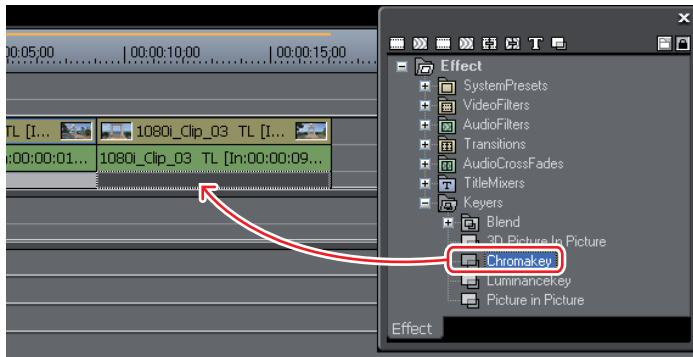 00:05;00 00:00:10;00 00:00:15;00
TL [I... 1080i_Clip_03 TL [I...
:00:00:01... 1080i_Clip_03 TL [In:00:00:09...
T
Effect
SystemPresets
VideoFilters
AudioFilters
Transitions
AudioCrossFades
TitleMixers
Keyers
Blend
3D Picture In Picture
Chromakey
Luminancekey
Picture in Picture
Effect